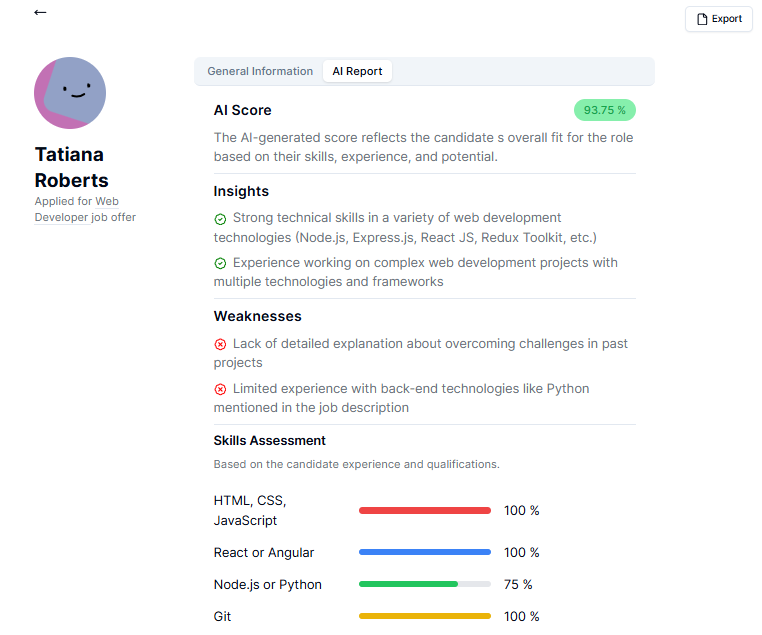 ←
Export
Tatiana
Roberts
Applied for Web
Developer job offer
General Information
AI Report
AI Score
93.75 %
The AI-generated score reflects the candidate s overall fit for the role
based on their skills, experience, and potential.
Insights
Strong technical skills in a variety of web development
technologies (Node.js, Express.js, React JS, Redux Toolkit, etc.)
Experience working on complex web development projects with
multiple technologies and frameworks
Weaknesses
Lack of detailed explanation about overcoming challenges in past
projects
Limited experience with back-end technologies like Python
mentioned in the job description
Skills Assessment
Based on the candidate experience and qualifications.
HTML, CSS,
JavaScript
100 %
React or Angular
100 %
Node.js or Python
75 %
Git
100 %